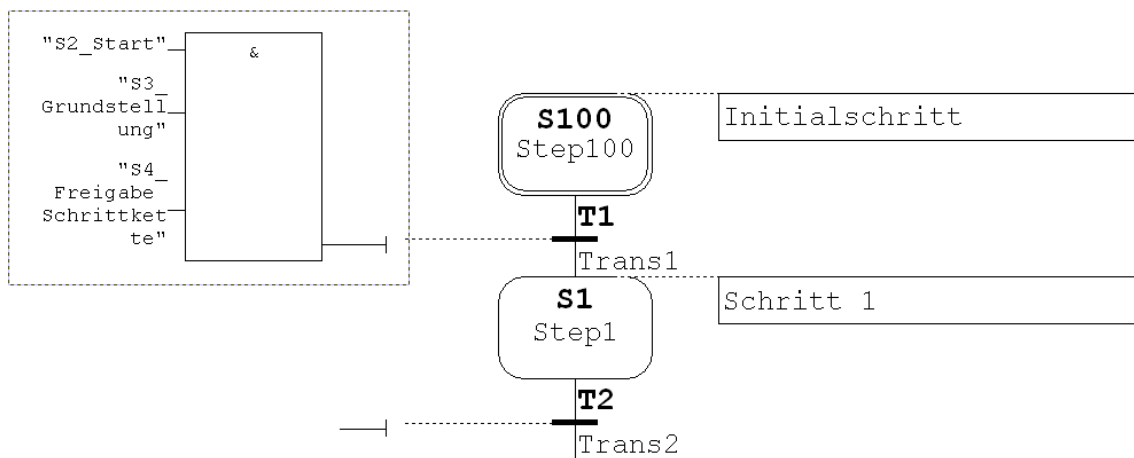 "S2_Start"
&
"S3_
Grundstell
ung"
"S4_
Freigabe
Schrittket
te"
S100
Step100
Initialschritt
T1
Trans1
S1
Step1
Schritt 1
T2
Trans2